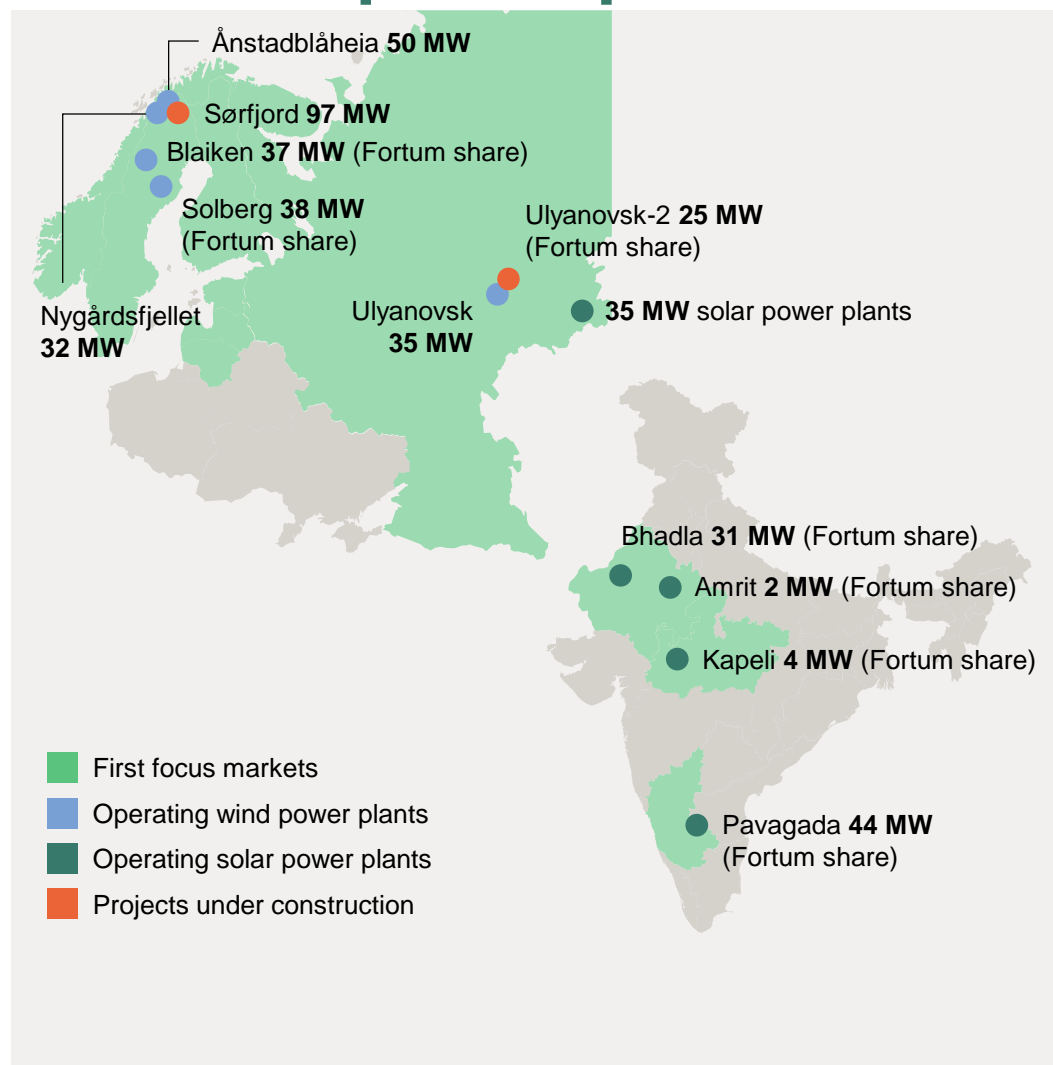 Ånstadblåheia 50 MW
Sørfjord 97 MW
Blaiken 37 MW (Fortum share)
Solberg 38 MW
(Fortum share)
Nygårdsfjellet
32 MW
Ulyanovsk-2 25 MW
(Fortum share)
Ulyanovsk
35 MW
35 MW solar power plants
Bhadla 31 MW (Fortum share)
Amrit 2 MW (Fortum share)
Kapeli 4 MW (Fortum share)
Pavagada 44 MW
(Fortum share)
First focus markets
Operating wind power plants
Operating solar power plants
Projects under construction